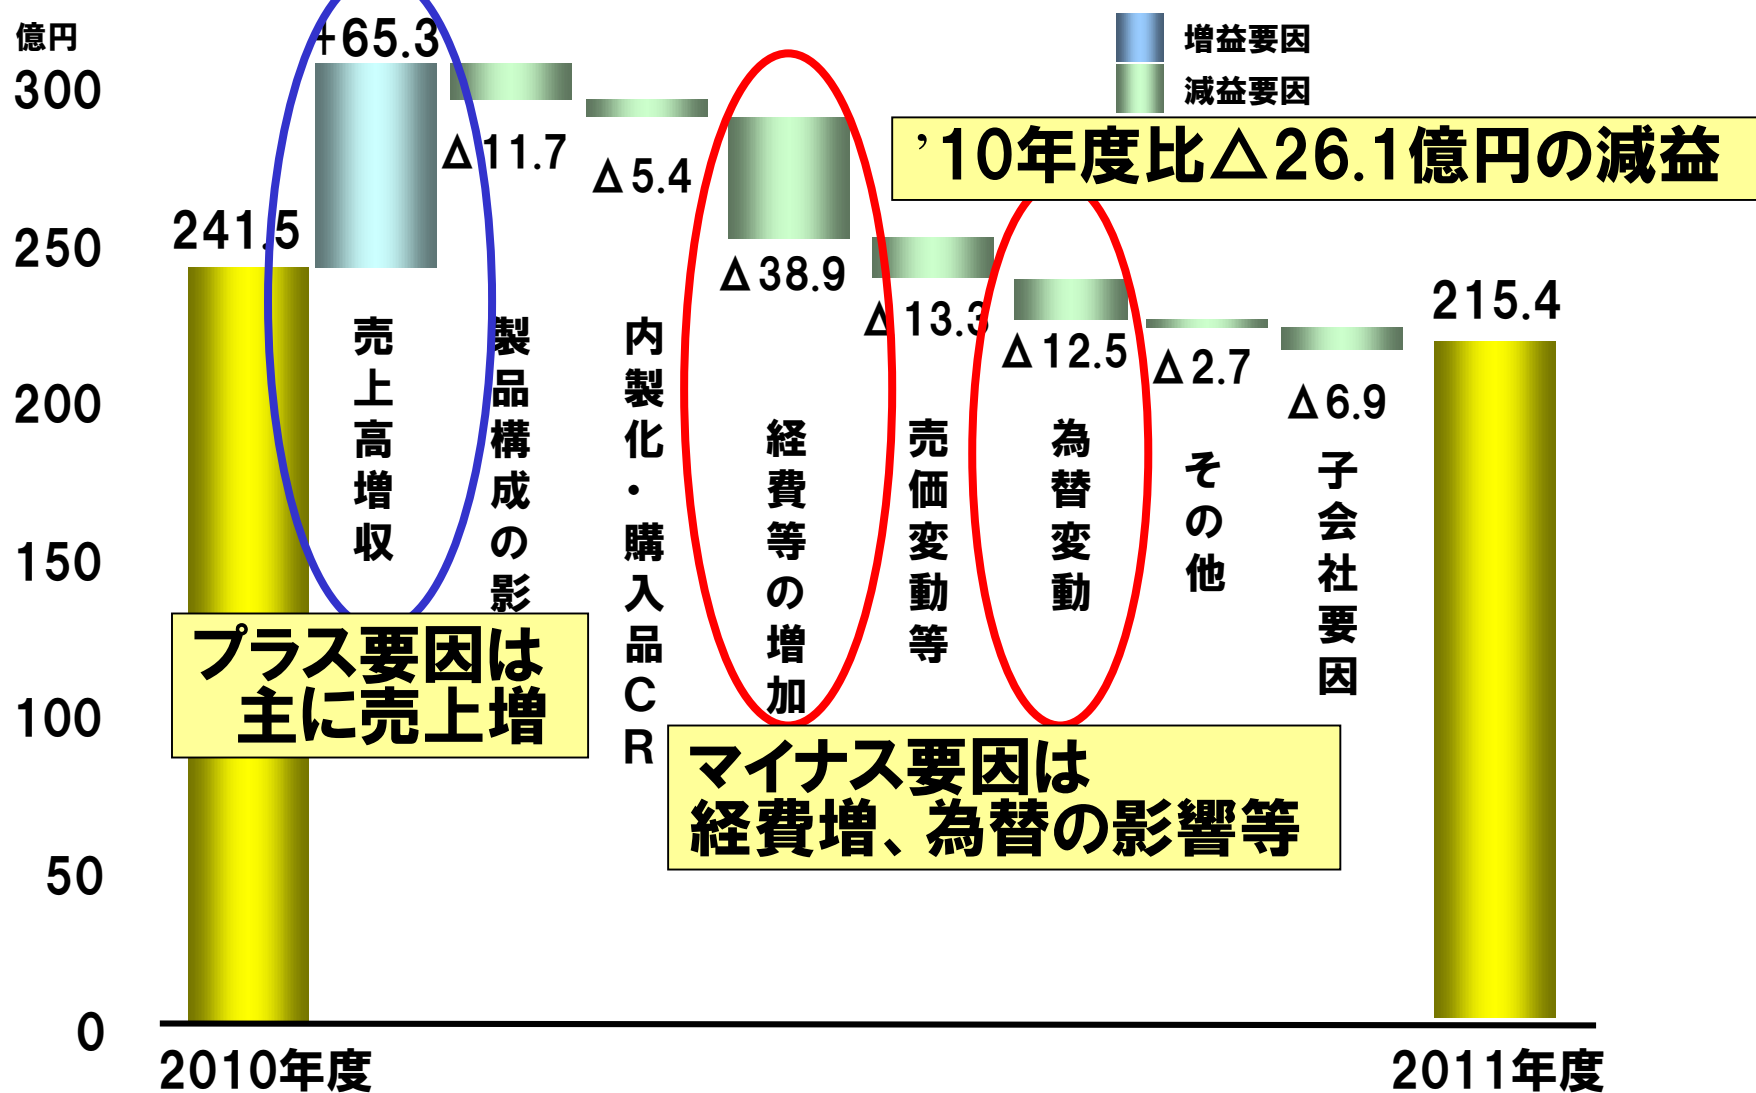 億円
300
250
200
150
100
50
0
増益要因
減益要因
’10年度比△26.1億円の減益
241.5
+65.3
Δ11.7
Δ5.4
Δ38.9
Δ13.3
Δ12.5
Δ2.7
Δ6.9
215.4
売上高増収
製品構成の影
内製化・購入品CR
経費等の増加
売価変動等
為替変動
その他
子会社要因
プラス要因は
主に売上増
マイナス要因は
経費増、為替の影響等
2010年度
2011年度